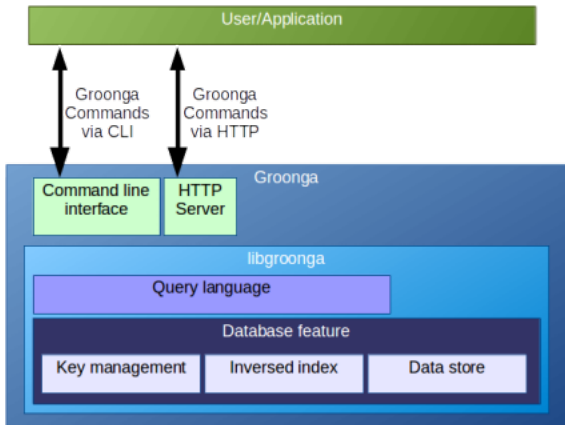 User/Application
Groonga
Commands
via CLI
Groonga
Commands
via HTTP
Groonga
Command line
interface
HTTP
Server
libgroonga
Query language
Database feature
Key management
Inversed index
Data store